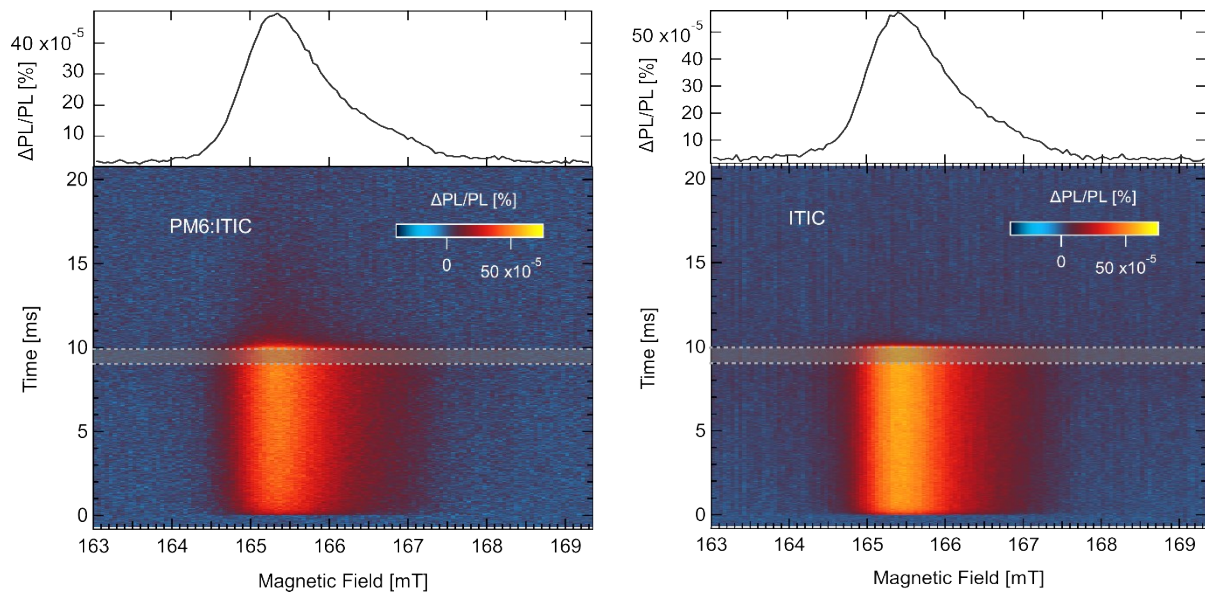 40 x10-5
30
20
10
ΔPL/PL [%]
20
15
10
5
0
Time [ms]
PM6:ITIC
ΔPL/PL [%]
0
50 x10-5
163
164
165
166
167
168
169
Magnetic Field [mT]
50 x10-5
40
30
20
10
ΔPL/PL [%]
20
15
10
5
0
Time [ms]
ITIC
ΔPL/PL [%]
0
50 x10-5
163
164
165
166
167
168
169
Magnetic Field [mT]